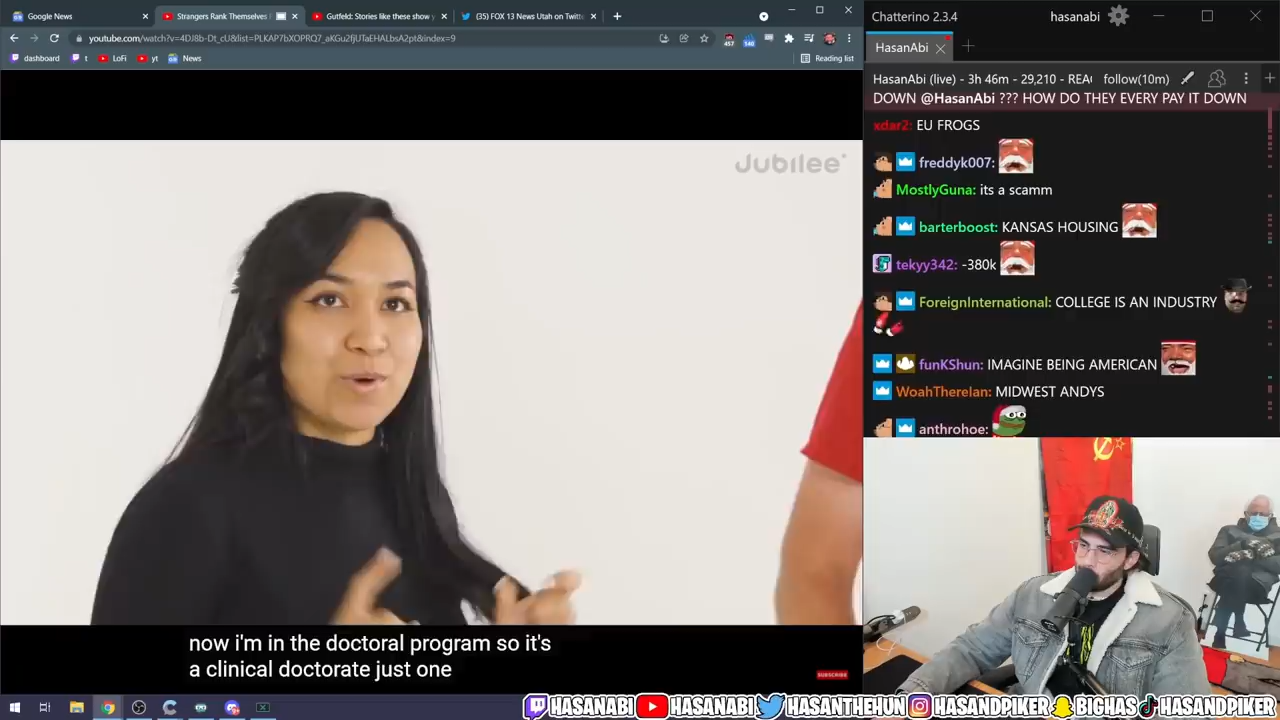 Google News
Strangers Rank Themselves
Gutfeld: Stories like these show
(35) FOX 13 News Utah on Twitt
youtube.com/watch?v=4DJ8b-Dt_cU&list=PLKAP7bXOPRQ7_aKGu2fjUTaEHALbsA2pt&index=9
457
140
dashboard
t
LoFi
yt
News
Reading list
Jubilee
now i'm in the doctoral program so it's
a clinical doctorate just one
SUBSCRIBE
Chatterino 2.3.4
hasanabi
HasanAbi
HasanAbi (live) - 3h 46m - 29,210 - REA
follow(10m)
DOWN @HasanAbi ??? HOW DO THEY EVERY PAY IT DOWN
xdar2: EU FROGS
freddyk007:
MostlyGuna: its a scamm
barterboost: KANSAS HOUSING
tekyy342: -380k
ForeignInternational: COLLEGE IS AN INDUSTRY
funKShun: IMAGINE BEING AMERICAN
WoahThereIan: MIDWEST ANDYS
anthrohoe:
HASANABI HASANABI HASANTHEHUN HASANDPIKER BIGHAS HASANDPIKER